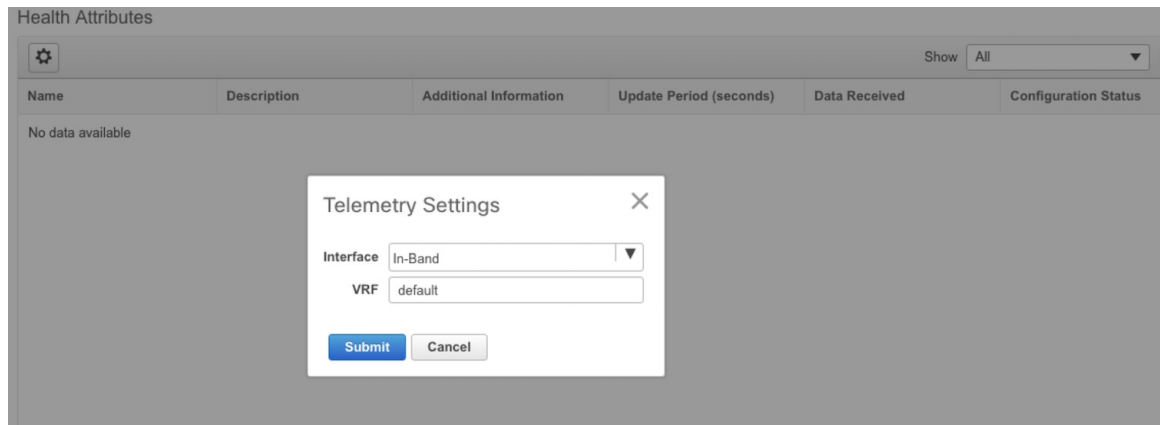 Health Attributes
Show All
Name Description Additional Information Update Period (seconds) Data Received Configuration Status
No data available
Telemetry Settings
Interface In-Band
VRF default
Submit Cancel